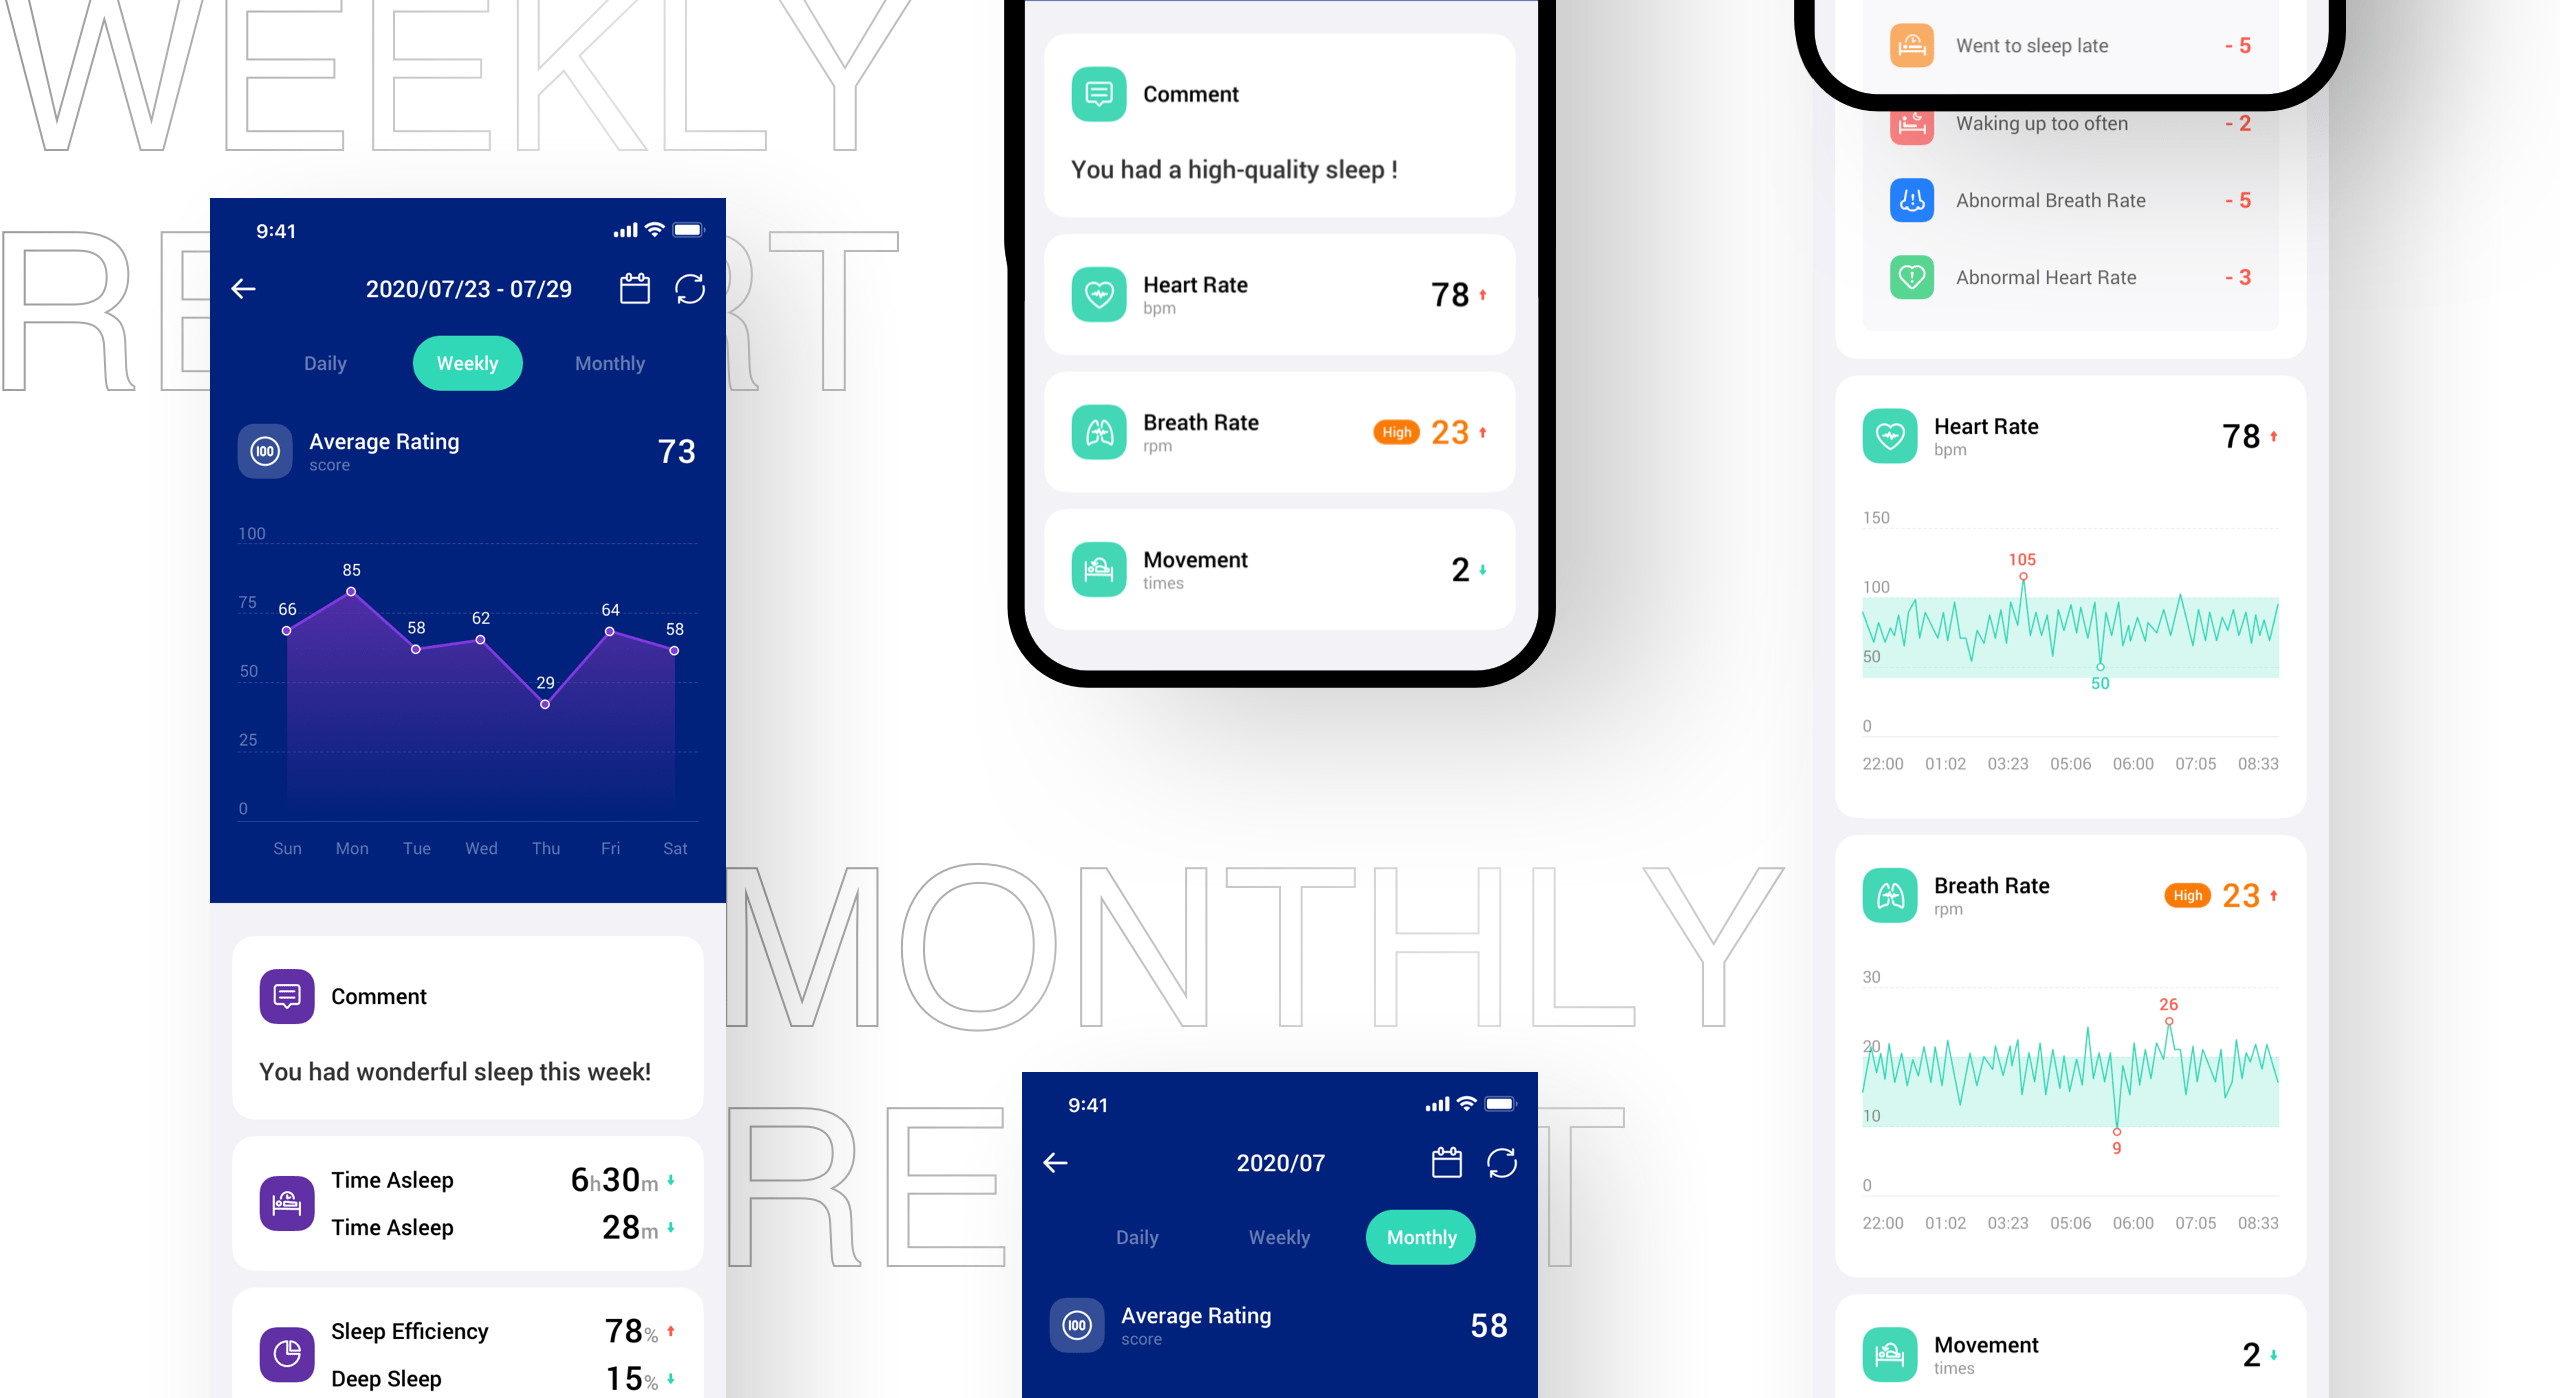 WEEKLY
RE RT
9:41
2020/07/23 - 07/29
Daily
Weekly
Monthly
100
Average Rating
score
73
100
75
50
25
0
66
85
58
62
29
64
58
Sun
Mon
Tue
Wed
Thu
Fri
Sat
Comment
You had wonderful sleep this week!
Time Asleep
6h30m
Time Asleep
28m
Sleep Efficiency
78%
Deep Sleep
15%
Comment
You had a high-quality sleep !
Heart Rate
bpm
78
Breath Rate
rpm
High
23
Movement
times
2
MONTHLY
RE T
9:41
2020/07
Daily
Weekly
Monthly
100
Average Rating
score
58
Went to sleep late
- 5
Waking up too often
- 2
Abnormal Breath Rate
- 5
Abnormal Heart Rate
- 3
Heart Rate
bpm
78
150
100
50
0
105
50
22:00
01:02
03:23
05:06
06:00
07:05
08:33
Breath Rate
rpm
High
23
30
20
10
0
26
9
22:00
01:02
03:23
05:06
06:00
07:05
08:33
Movement
times
2